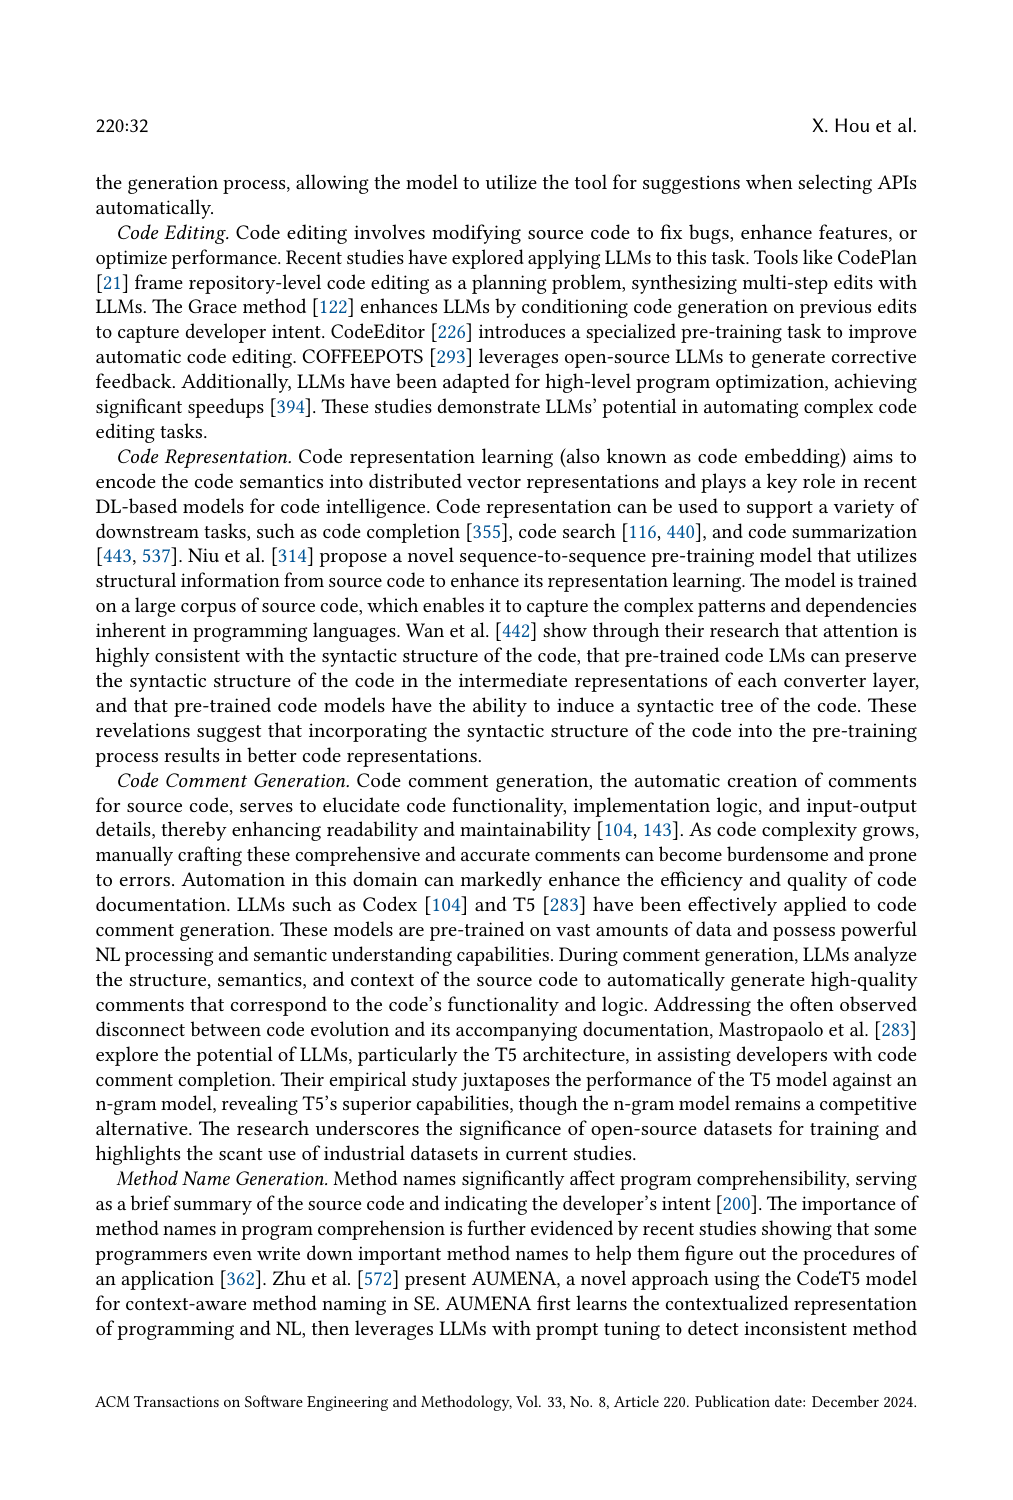 220:32
X. Hou et al.
the generation process, allowing the model to utilize the tool for suggestions when selecting APIs
automatically.
Code Editing. Code editing involves modifying source code to fix bugs, enhance features, or
optimize performance. Recent studies have explored applying LLMs to this task. Tools like CodePlan
[21] frame repository-level code editing as a planning problem, synthesizing multi-step edits with
LLMs. The Grace method [122] enhances LLMs by conditioning code generation on previous edits
to capture developer intent. CodeEditor [226] introduces a specialized pre-training task to improve
automatic code editing. COFFEEPOTS [293] leverages open-source LLMs to generate corrective
feedback. Additionally, LLMs have been adapted for high-level program optimization, achieving
significant speedups [394]. These studies demonstrate LLMs’ potential in automating complex code
editing tasks.
Code Representation. Code representation learning (also known as code embedding) aims to
encode the code semantics into distributed vector representations and plays a key role in recent
DL-based models for code intelligence. Code representation can be used to support a variety of
downstream tasks, such as code completion [355], code search [116, 440], and code summarization
[443, 537]. Niu et al. [314] propose a novel sequence-to-sequence pre-training model that utilizes
structural information from source code to enhance its representation learning. The model is trained
on a large corpus of source code, which enables it to capture the complex patterns and dependencies
inherent in programming languages. Wan et al. [442] show through their research that attention is
highly consistent with the syntactic structure of the code, that pre-trained code LMs can preserve
the syntactic structure of the code in the intermediate representations of each converter layer,
and that pre-trained code models have the ability to induce a syntactic tree of the code. These
revelations suggest that incorporating the syntactic structure of the code into the pre-training
process results in better code representations.
Code Comment Generation. Code comment generation, the automatic creation of comments
for source code, serves to elucidate code functionality, implementation logic, and input-output
details, thereby enhancing readability and maintainability [104, 143]. As code complexity grows,
manually crafting these comprehensive and accurate comments can become burdensome and prone
to errors. Automation in this domain can markedly enhance the efficiency and quality of code
documentation. LLMs such as Codex [104] and T5 [283] have been effectively applied to code
comment generation. These models are pre-trained on vast amounts of data and possess powerful
NL processing and semantic understanding capabilities. During comment generation, LLMs analyze
the structure, semantics, and context of the source code to automatically generate high-quality
comments that correspond to the code’s functionality and logic. Addressing the often observed
disconnect between code evolution and its accompanying documentation, Mastropaolo et al. [283]
explore the potential of LLMs, particularly the T5 architecture, in assisting developers with code
comment completion. Their empirical study juxtaposes the performance of the T5 model against an
n-gram model, revealing T5’s superior capabilities, though the n-gram model remains a competitive
alternative. The research underscores the significance of open-source datasets for training and
highlights the scant use of industrial datasets in current studies.
Method Name Generation. Method names significantly affect program comprehensibility, serving
as a brief summary of the source code and indicating the developer’s intent [200]. The importance of
method names in program comprehension is further evidenced by recent studies showing that some
programmers even write down important method names to help them figure out the procedures of
an application [362]. Zhu et al. [572] present AUMENA, a novel approach using the CodeT5 model
for context-aware method naming in SE. AUMENA first learns the contextualized representation
of programming and NL, then leverages LLMs with prompt tuning to detect inconsistent method
ACM Transactions on Software Engineering and Methodology, Vol. 33, No. 8, Article 220. Publication date: December 2024.